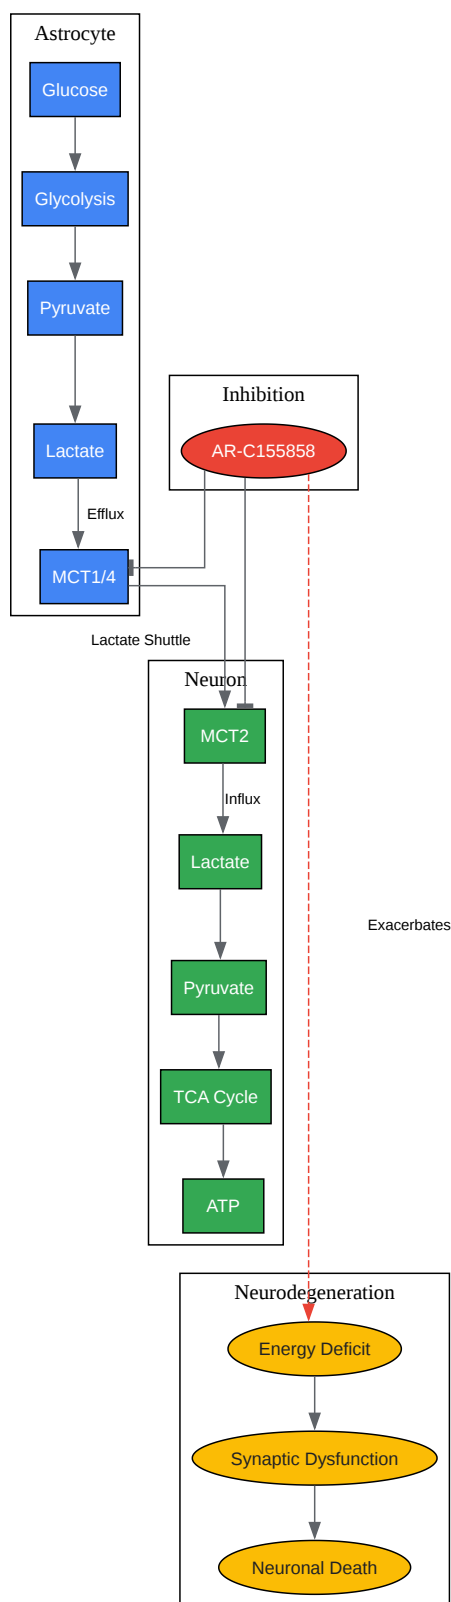 Astrocyte
Glucose
Glycolysis
Pyruvate
Lactate
Efflux
MCT1/4
Inhibition
AR-C155858
Lactate Shuttle
Neuron
MCT2
Influx
Lactate
Pyruvate
TCA Cycle
ATP
Exacerbates
Neurodegeneration
Energy Deficit
Synaptic Dysfunction
Neuronal Death